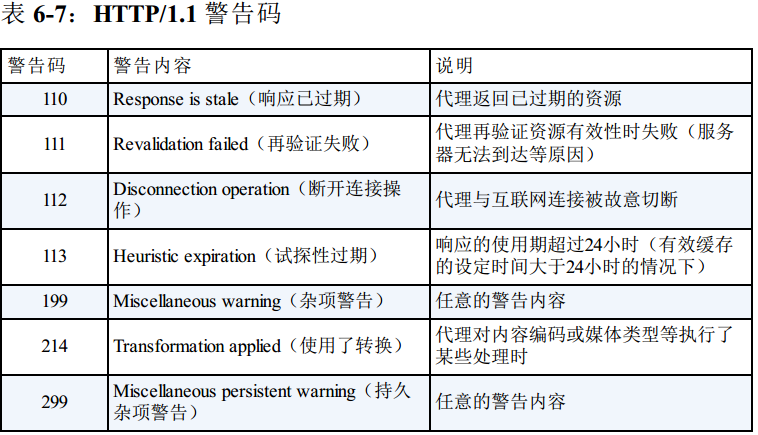 表 6-7：HTTP/1.1 警告码
警告码 警告内容 说明
110 Response is stale（响应已过期） 代理返回已过期的资源
111 Revalidation failed（再验证失败） 代理再验证资源有效性时失败（服务
器无法到达等原因）
112 Disconnection operation（断开连接操
作） 代理与互联网连接被故意切断
113 Heuristic expiration（试探性过期） 响应的使用期超过24小时（有效缓存
的设定时间大于24小时的情况下）
199 Miscellaneous warning（杂项警告） 任意的警告内容
214 Transformation applied（使用了转换） 代理对内容编码或媒体类型等执行了
某些处理时
299 Miscellaneous persistent warning（持久
杂项警告） 任意的警告内容